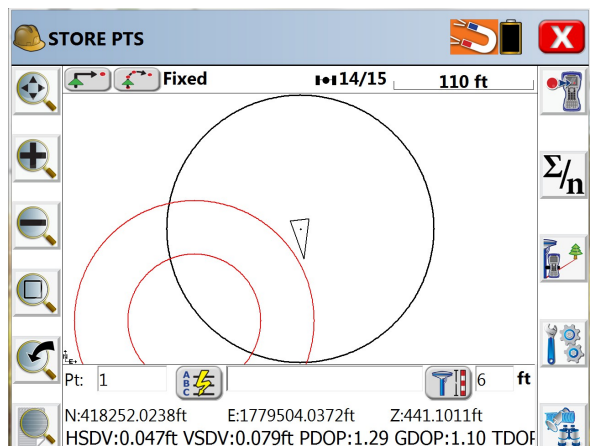 STORE PTS
X
Fixed 14/15 110 ft
Σ/n
Pt: 1 A B C 6 ft
N:418252.0238ft E:1779504.0372ft Z:441.1011ft
HSDV:0.047ft VSDV:0.079ft PDOP:1.29 GDOP:1.10 TDOF